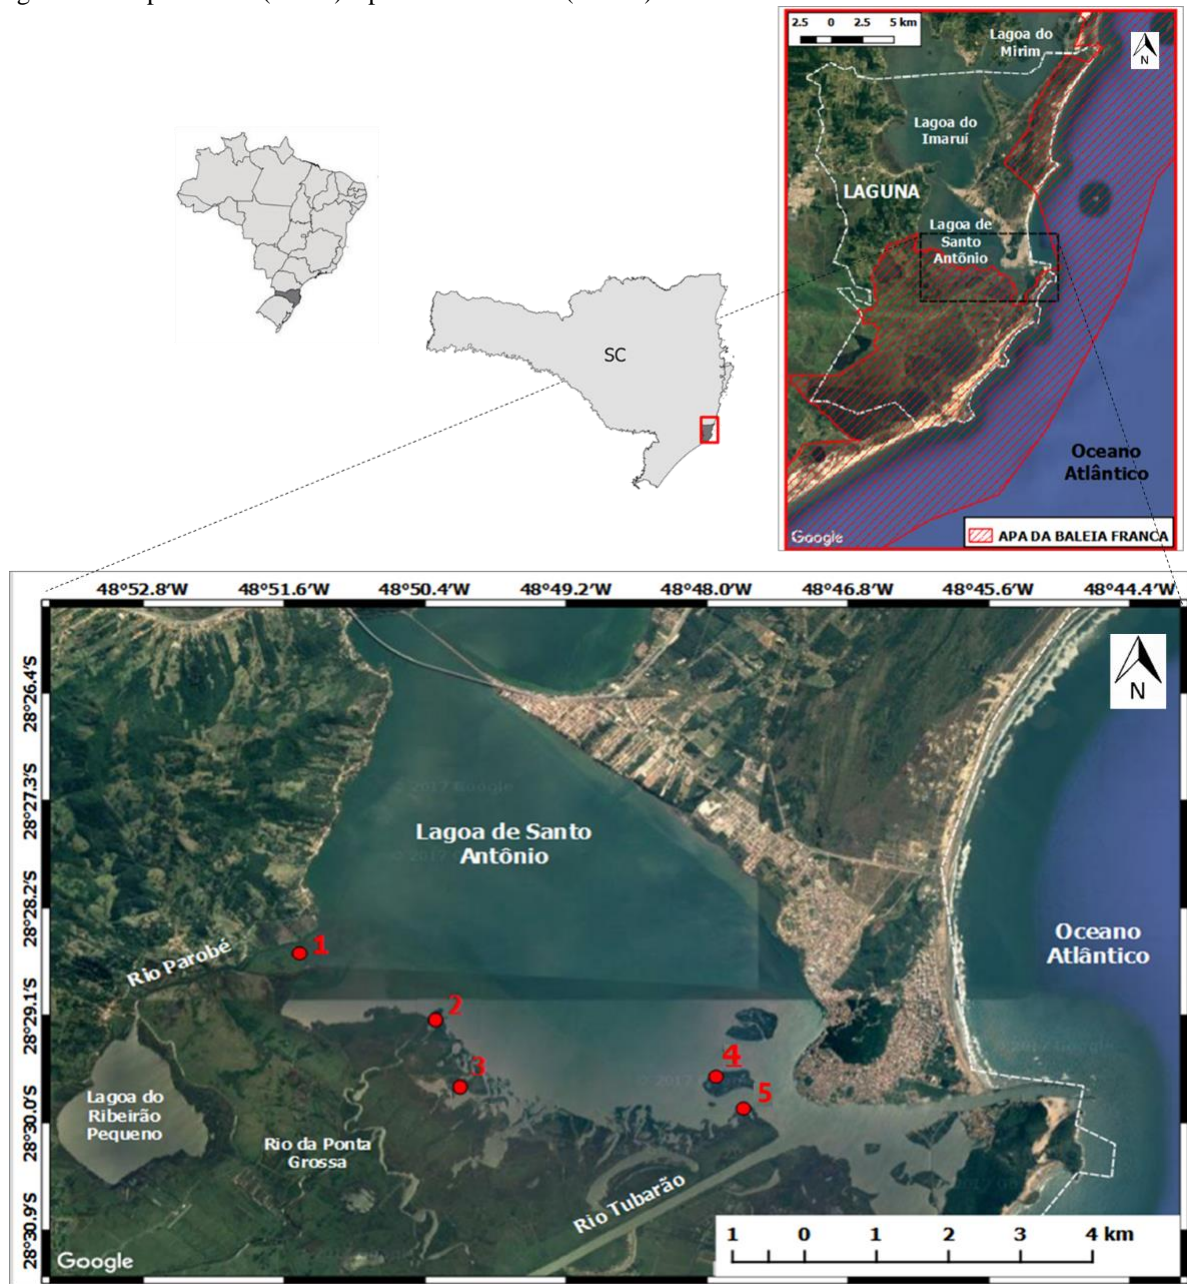 2.5 0 2.5 5 km
Lagoa do
Mirim
N
Lagoa do
Imaruí
LAGUNA
Lagoa de
Santo
Antônio
SC
Oceano
Atlântico
Google
APA DA BALEIA FRANCA
48°52.8'W 48°51.6'W 48°50.4'W 48°49.2'W 48°48.0'W 48°46.8'W 48°45.6'W 48°44.4'W
28°26.4'S
28°27.3'S
28°28.2'S
28°29.1'S
28°30.0'S
28°30.9'S
N
© 2017 Google
Lagoa de Santo
Antônio
Oceano
Atlântico
Rio Parobé
1
2
3
4
5
Lagoa do
Ribeirão
Pequeno
Rio da Ponta
Grossa
Rio Tubarão
1 0 1 2 3 4 km
Google